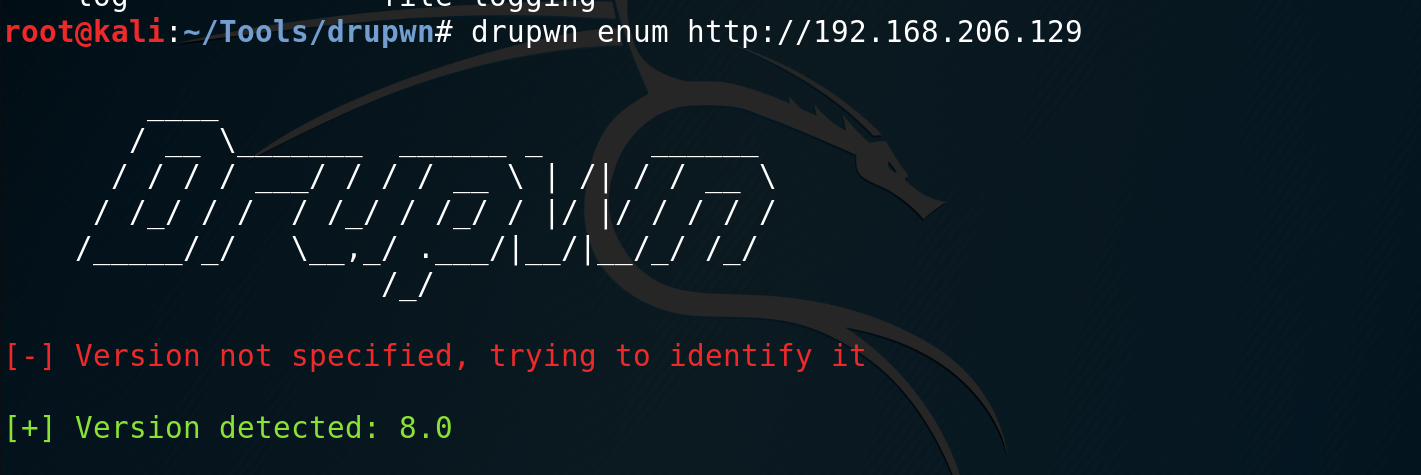 log              file logging
root@kali:~/Tools/drupwn# drupwn enum http://192.168.206.129
        ____
       / __ \_______  ______ _      ______
      / / / / ___/ / / / __ \ | /| / / __ \
     / /_/ / /  / /_/ / /_/ / |/ |/ / / / /
    /_____/_/   \__,_/ .___/|__/|__/_/ /_/
                     /_/
[-] Version not specified, trying to identify it
[+] Version detected: 8.0